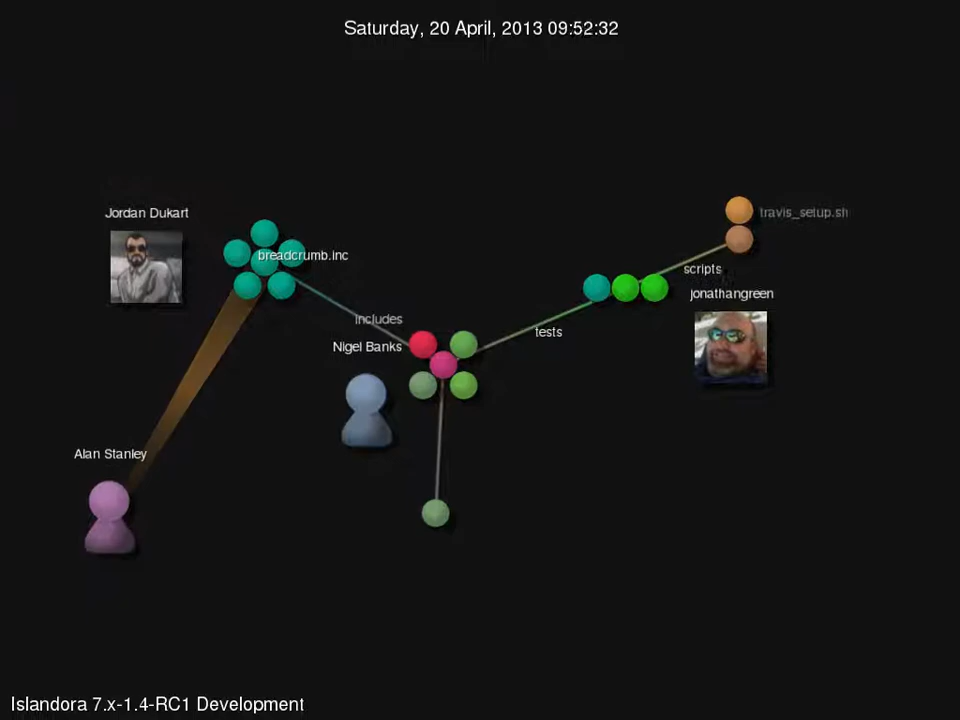 Saturday, 20 April, 2013 09:52:32
Jordan Dukart
travis_setup.sh
breadcrumb.inc
scripts
jonathangreen
includes
tests
Nigel Banks
Alan Stanley
Islandora 7.x-1.4-RC1 Development